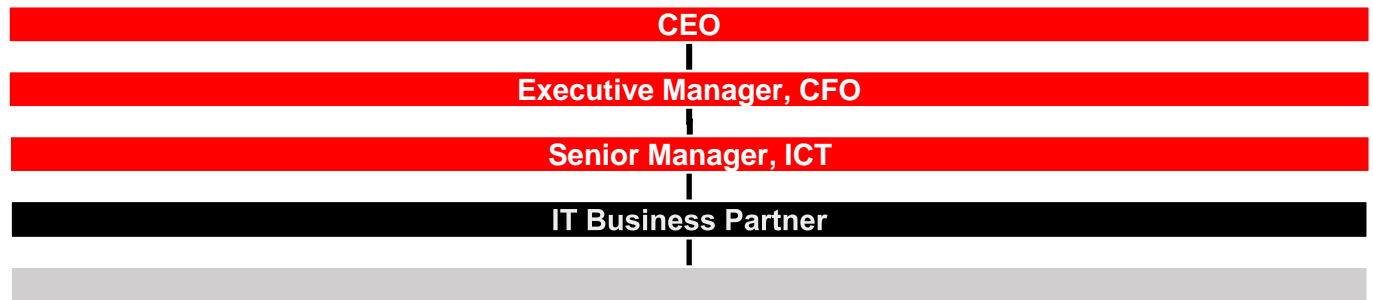 CEO
Executive Manager, CFO
Senior Manager, ICT
IT Business Partner